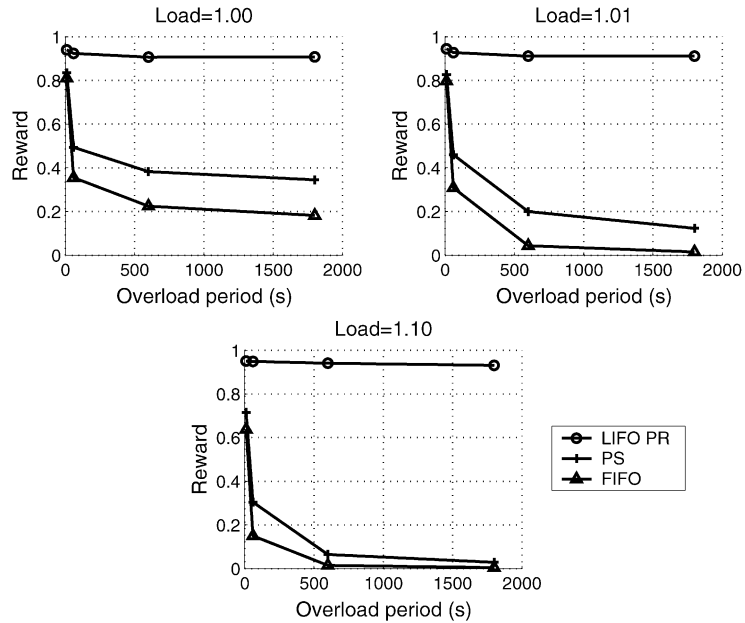 Load=1.00
1
0.8
0.6
0.4
0.2
0
Reward
0 500 1000 1500 2000
Overload period (s)
Load=1.01
1
0.8
0.6
0.4
0.2
0
Reward
0 500 1000 1500 2000
Overload period (s)
Load=1.10
1
0.8
0.6
0.4
0.2
0
Reward
0 500 1000 1500 2000
Overload period (s)
LIFO PR
PS
FIFO